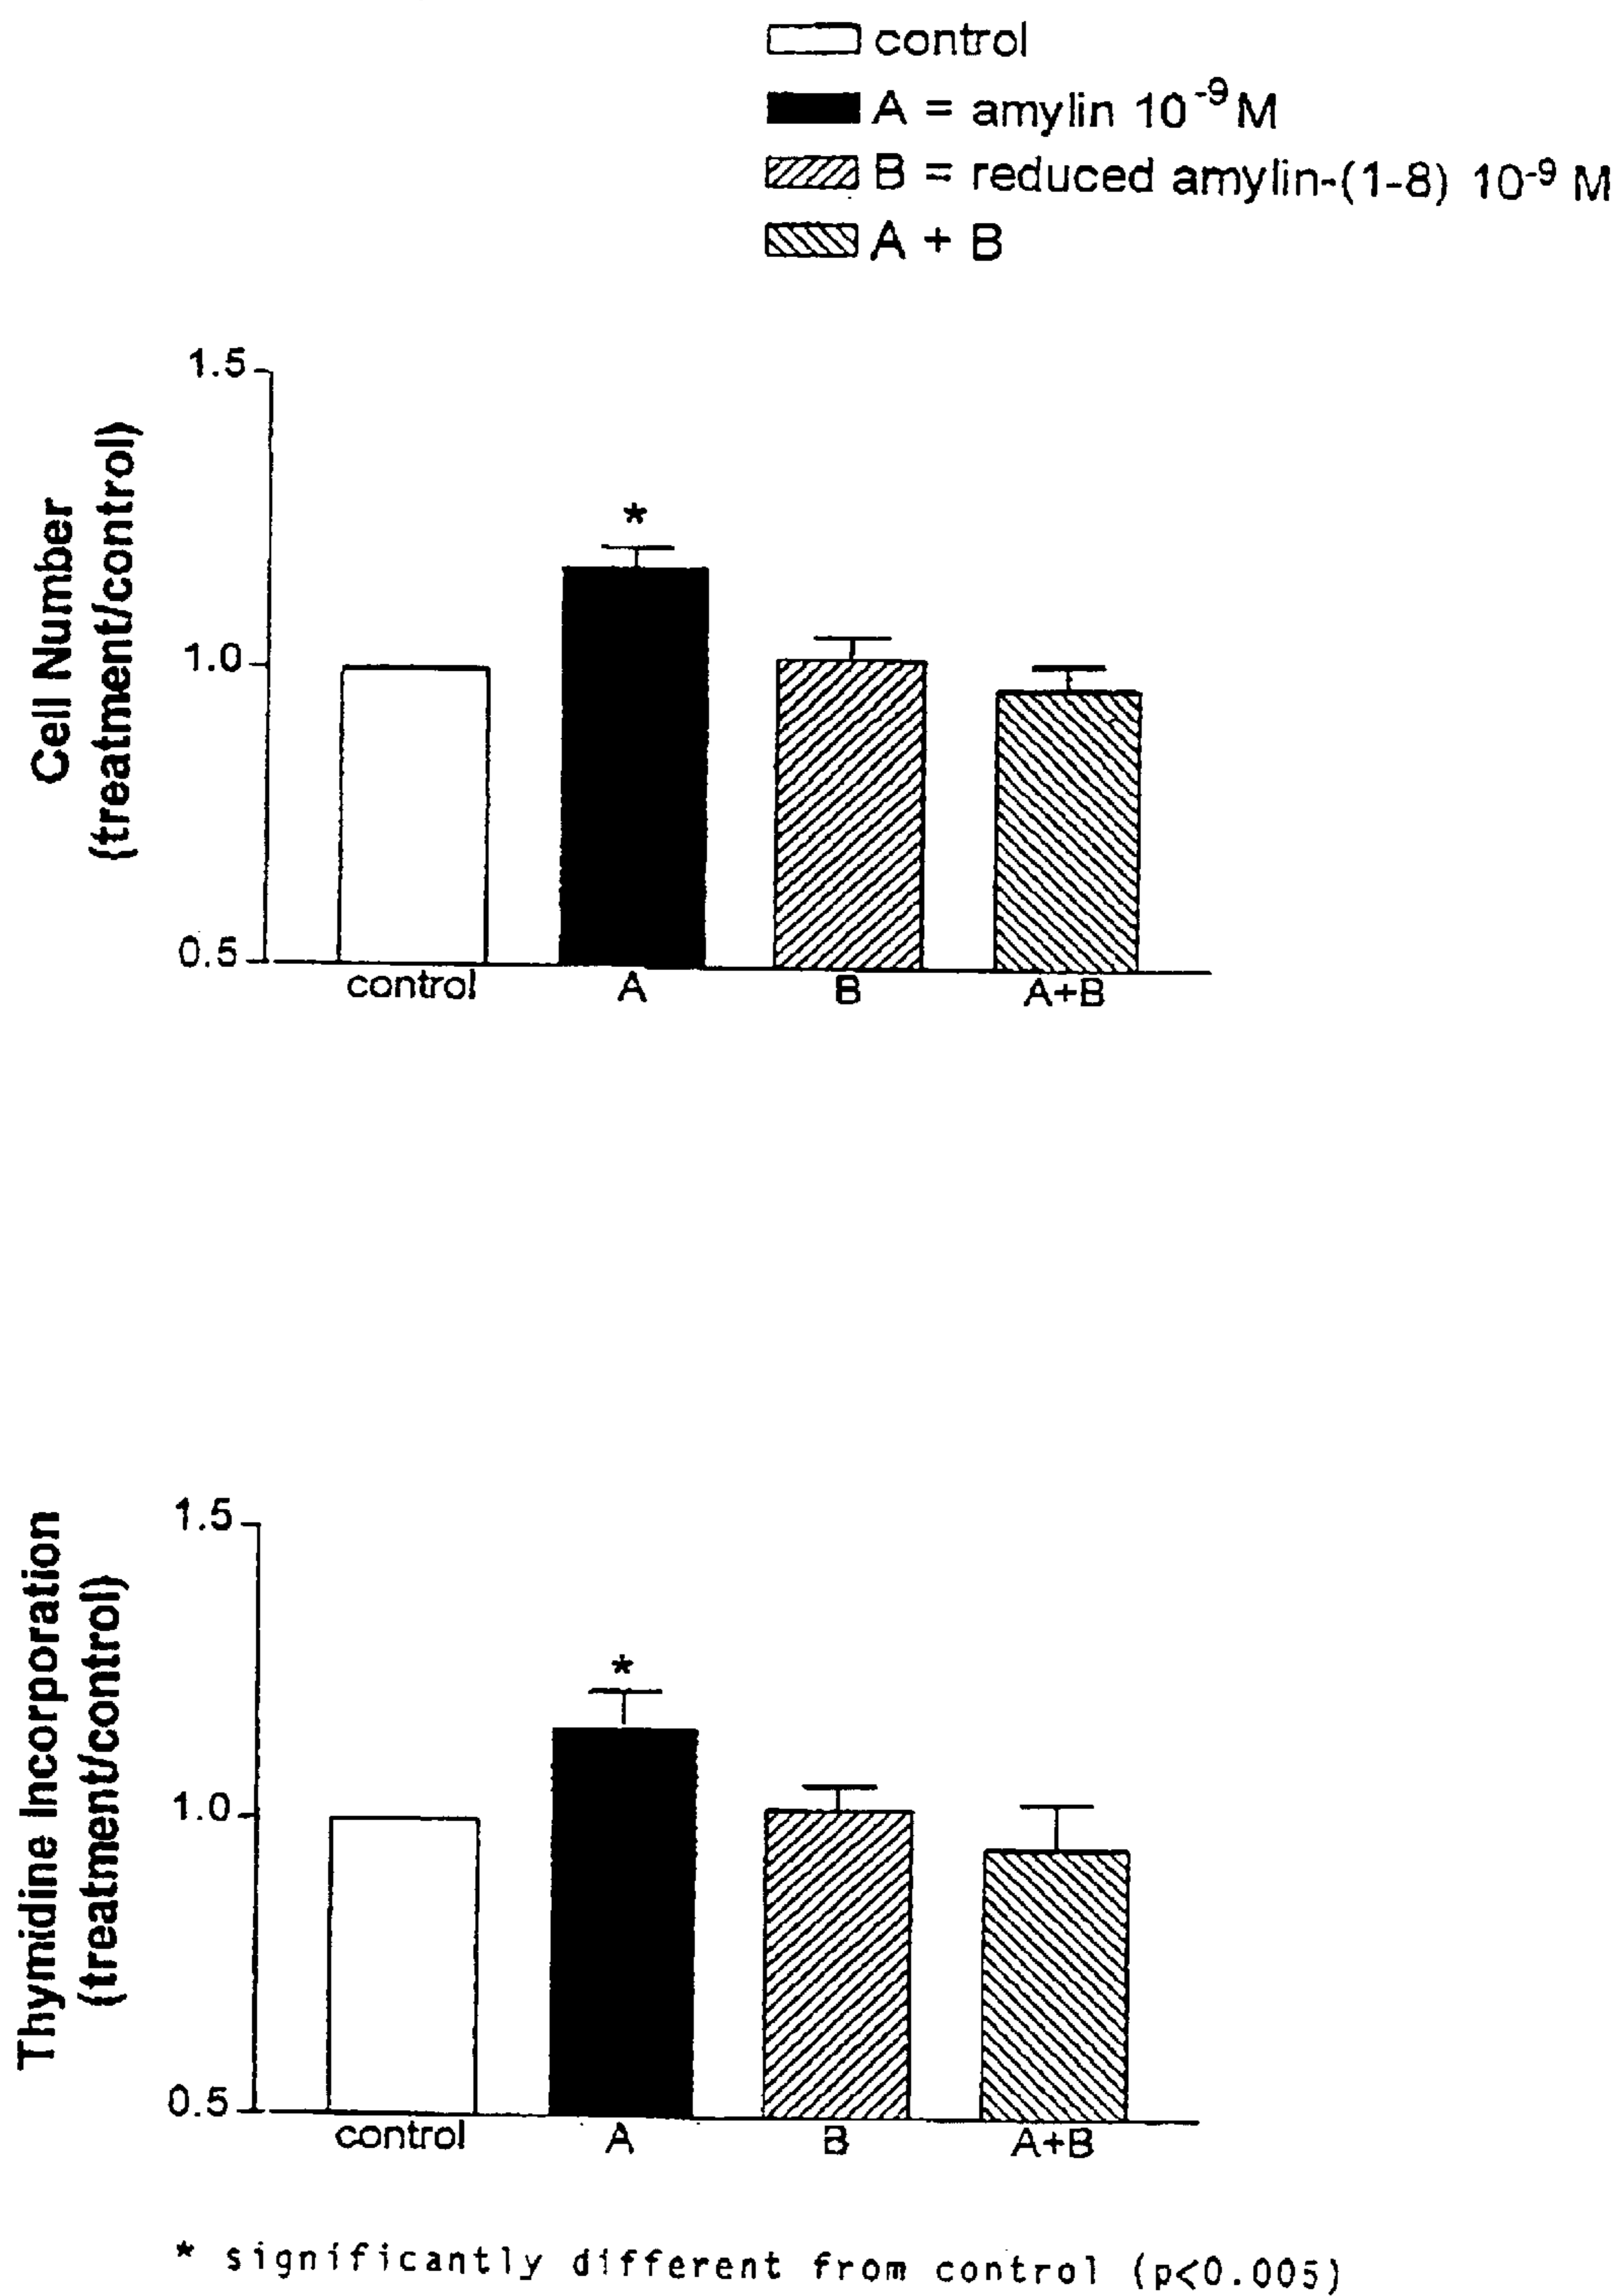 control
A = amylin 10⁻⁹ M
B = reduced amylin-(1-8) 10⁻⁹ M
A + B
Cell Number
(treatment/control)
1.5
1.0
0.5
*
control A B A+B
Thymidine Incorporation
(treatment/control)
1.5
1.0
0.5
*
control A B A+B
* significantly different from control (p<0.005)